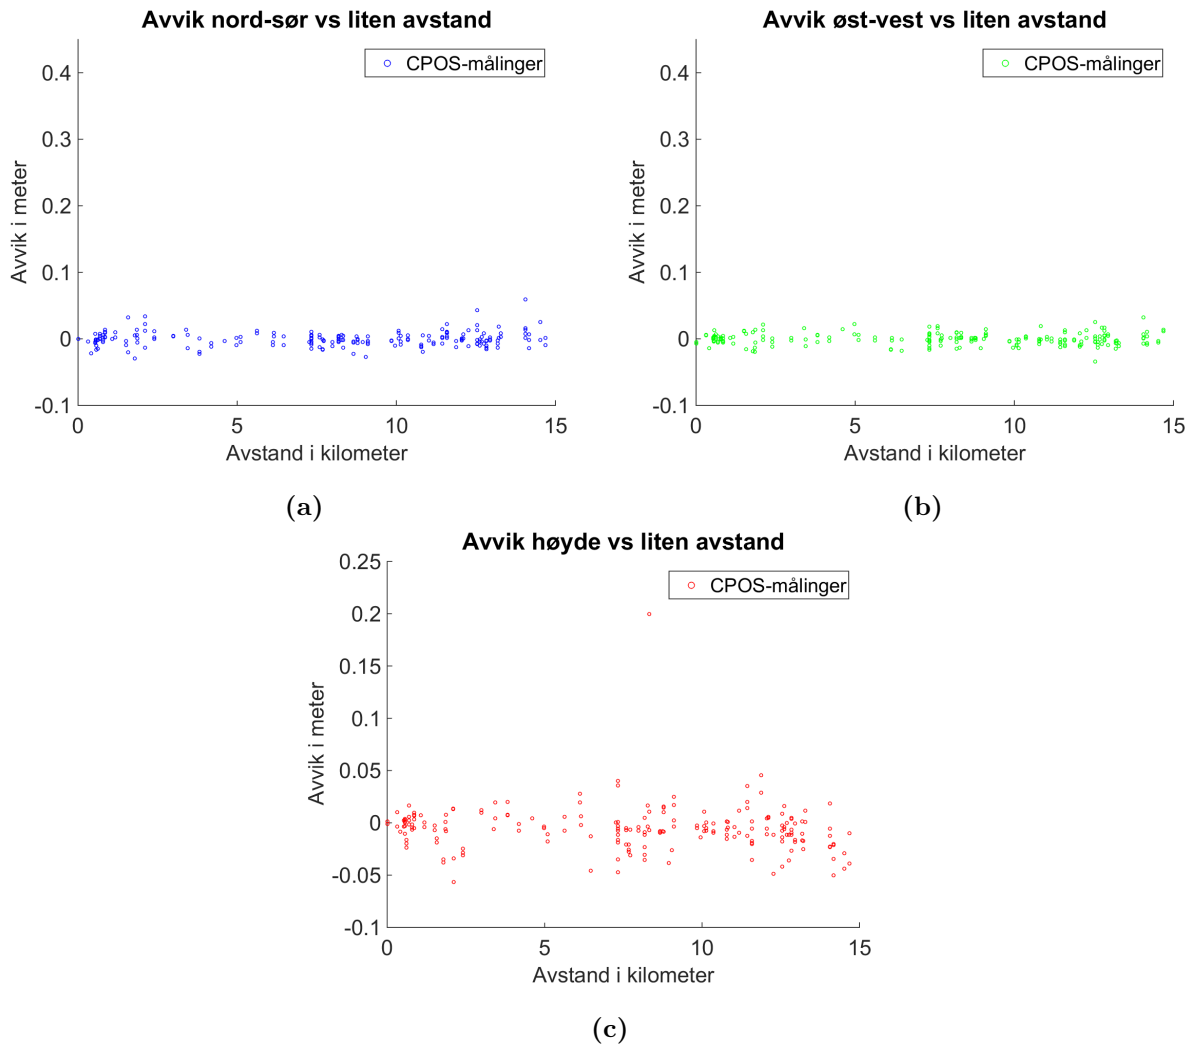 Avvik nord-sør vs liten avstand
CPOS-målinger
0.4
0.3
0.2
0.1
0
-0.1
Avvik i meter
0 5 10 15
Avstand i kilometer
(a)
Avvik øst-vest vs liten avstand
CPOS-målinger
0.4
0.3
0.2
0.1
0
-0.1
Avvik i meter
0 5 10 15
Avstand i kilometer
(b)
Avvik høyde vs liten avstand
CPOS-målinger
0.25
0.2
0.15
0.1
0.05
0
-0.05
-0.1
Avvik i meter
0 5 10 15
Avstand i kilometer
(c)